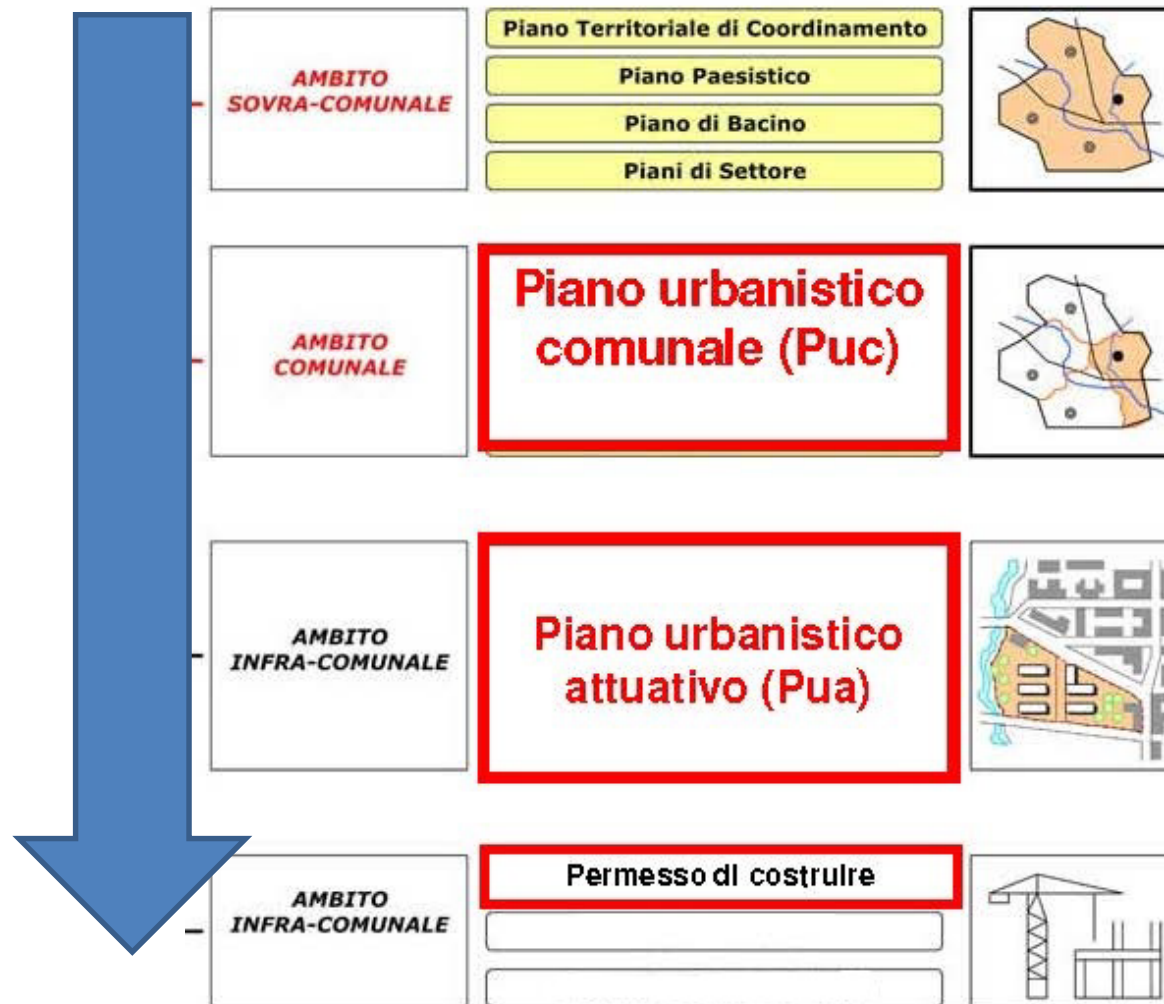 AMBITO
SOVRA-COMUNALE
Piano Territoriale di Coordinamento
Piano Paesistico
Piano di Bacino
Piani di Settore
AMBITO
COMUNALE
Piano urbanistico
comunale (Puc)
AMBITO
INFRA-COMUNALE
Piano urbanistico
attuativo (Pua)
AMBITO
INFRA-COMUNALE
Permesso di costruire